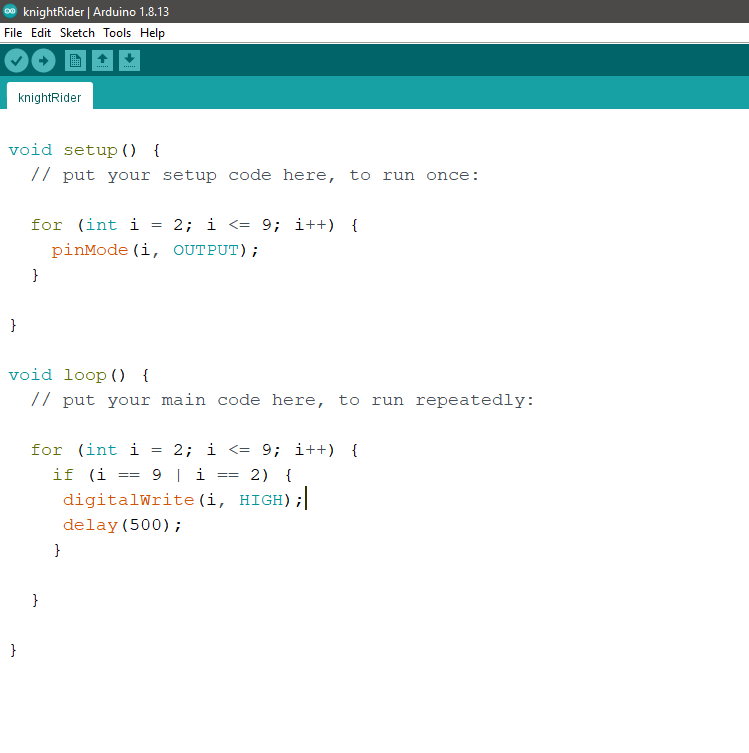 knightRider | Arduino 1.8.13
File Edit Sketch Tools Help
knightRider
void setup() {
  // put your setup code here, to run once:
  for (int i = 2; i <= 9; i++) {
    pinMode(i, OUTPUT);
  }
}
void loop() {
  // put your main code here, to run repeatedly:
  for (int i = 2; i <= 9; i++) {
    if (i == 9 | i == 2) {
     digitalWrite(i, HIGH);
     delay(500);
    }
  }
}